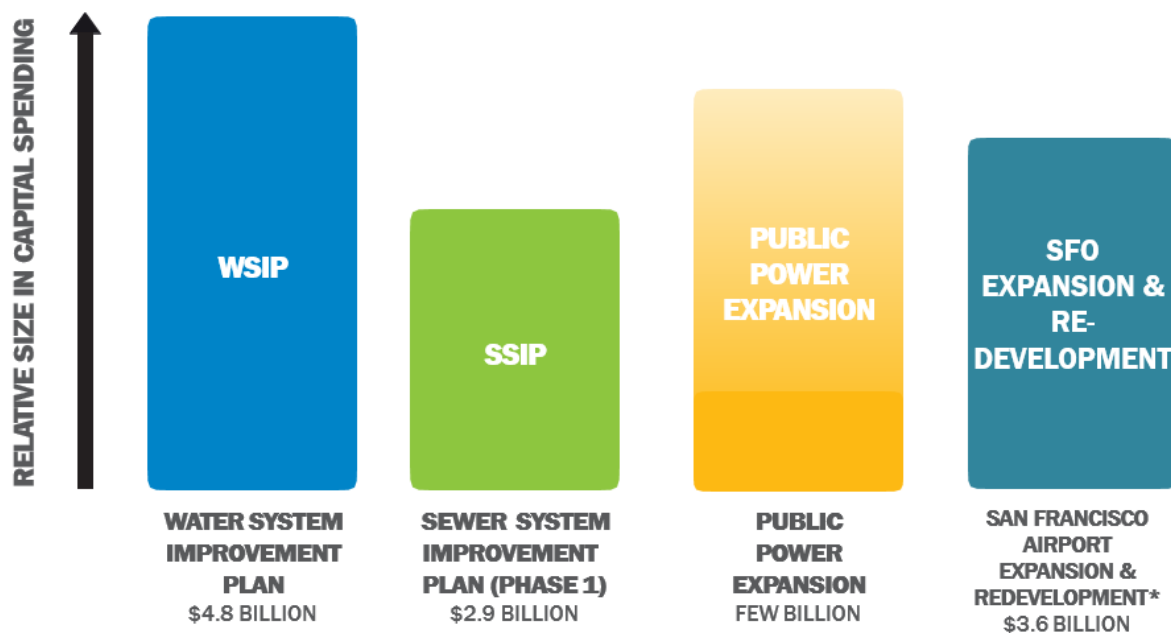 RELATIVE SIZE IN CAPITAL SPENDING
WSIP
SSIP
PUBLIC
POWER
EXPANSION
SFO
EXPANSION &
RE-
DEVELOPMENT
WATER SYSTEM
IMPROVEMENT
PLAN
$4.8 BILLION
SEWER SYSTEM
IMPROVEMENT
PLAN (PHASE 1)
$2.9 BILLION
PUBLIC
POWER
EXPANSION
FEW BILLION
SAN FRANCISCO
AIRPORT
EXPANSION &
REDEVELOPMENT*
$3.6 BILLION